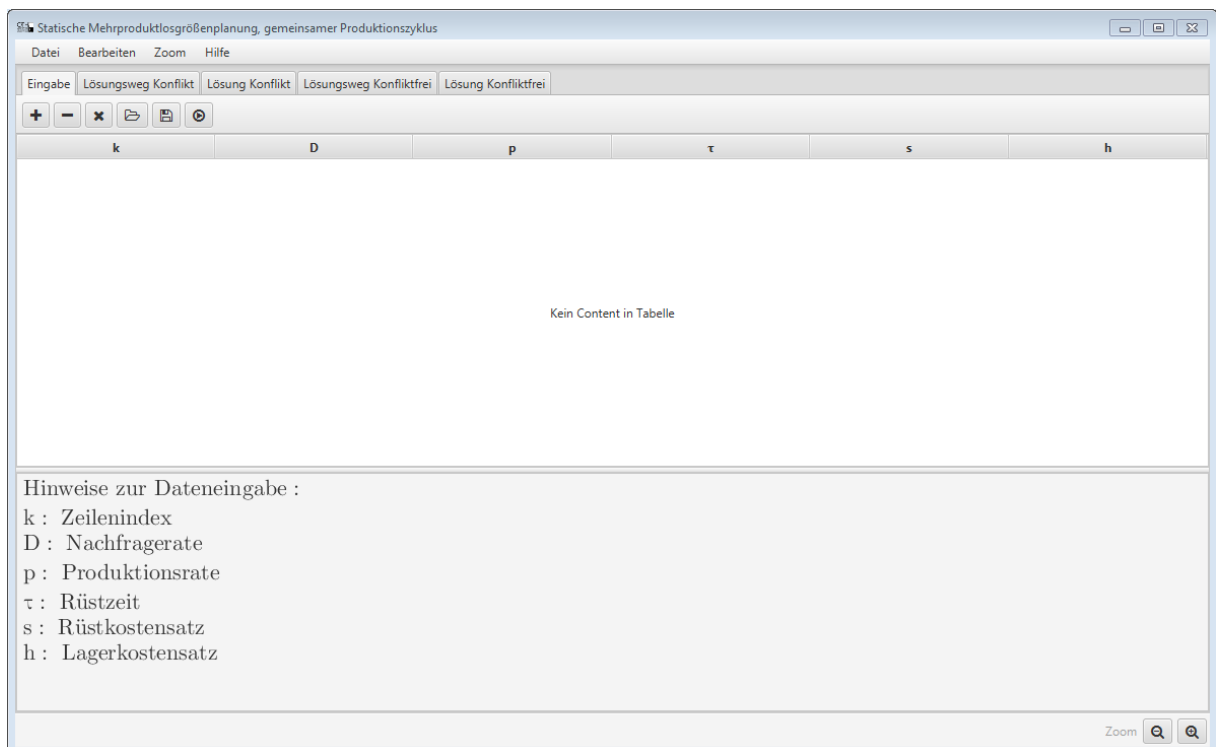 Statische Mehrproduktlosgrößenplanung, gemeinsamer Produktionszyklus
Datei Bearbeiten Zoom Hilfe
Eingabe Lösungsweg Konflikt Lösung Konflikt Lösungsweg Konfliktfrei Lösung Konfliktfrei
k D p τ s h
Kein Content in Tabelle
Hinweise zur Dateneingabe :
k : Zeilenindex
D : Nachfragerate
p : Produktionsrate
τ : Rüstzeit
s : Rüstkostensatz
h : Lagerkostensatz
Zoom